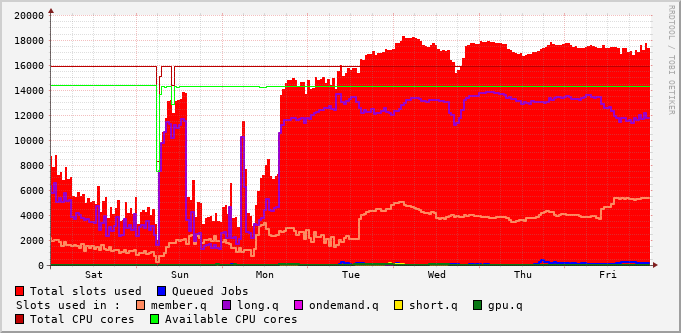 20000
18000
16000
14000
12000
10000
8000
6000
4000
2000
0
Sat Sun Mon Tue Wed Thu Fri
RRDTOOL / TOBI OETIKER
Total slots used Queued Jobs
Slots used in : member.q long.q ondemand.q short.q gpu.q
Total CPU cores Available CPU cores